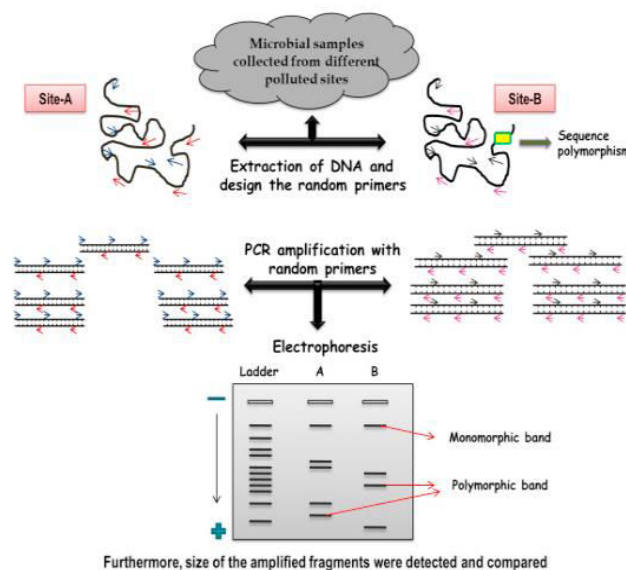 Microbial samples
collected from different
polluted sites
Site-A
Site-B
Sequence
polymorphism
Extraction of DNA and
design the random primers
PCR amplification with
random primers
Electrophoresis
Ladder A B
−
Monomorphic band
Polymorphic band
+
Furthermore, size of the amplified fragments were detected and compared